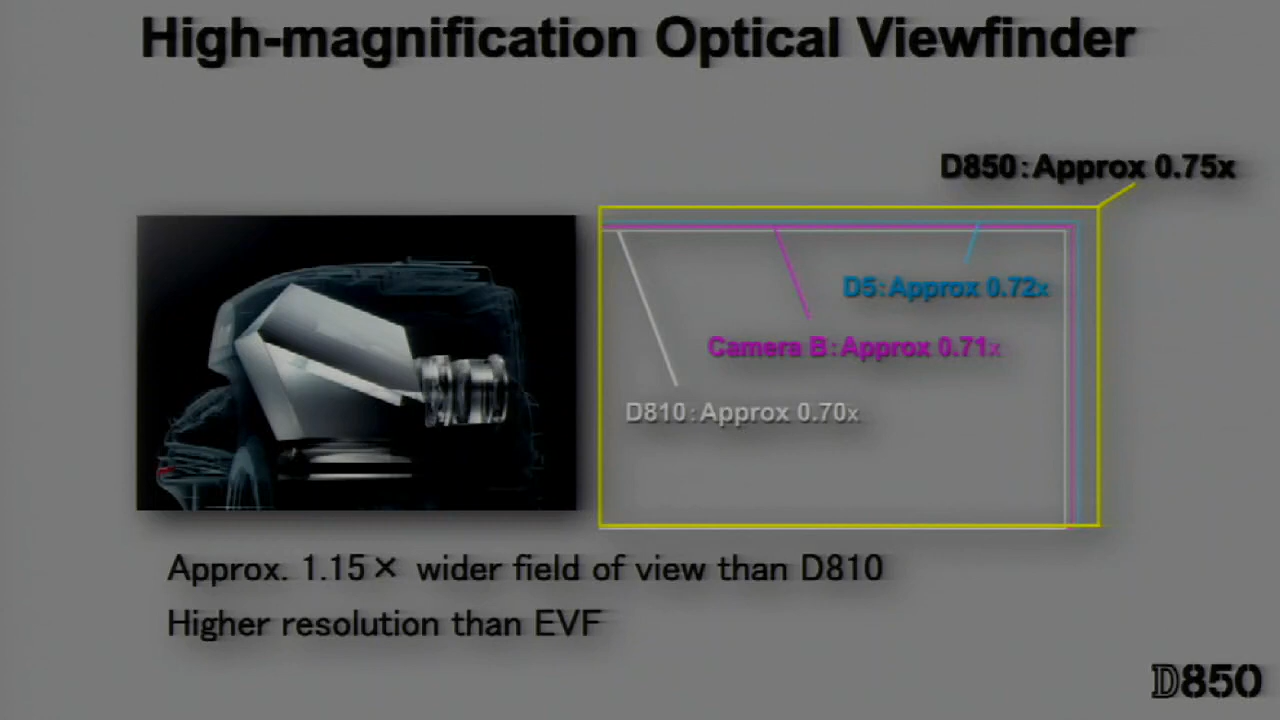 High-magnification Optical Viewfinder
D850:Approx 0.75x
D5:Approx 0.72x
Camera B:Approx 0.71x
D810:Approx 0.70x
Approx. 1.15× wider field of view than D810
Higher resolution than EVF
D850